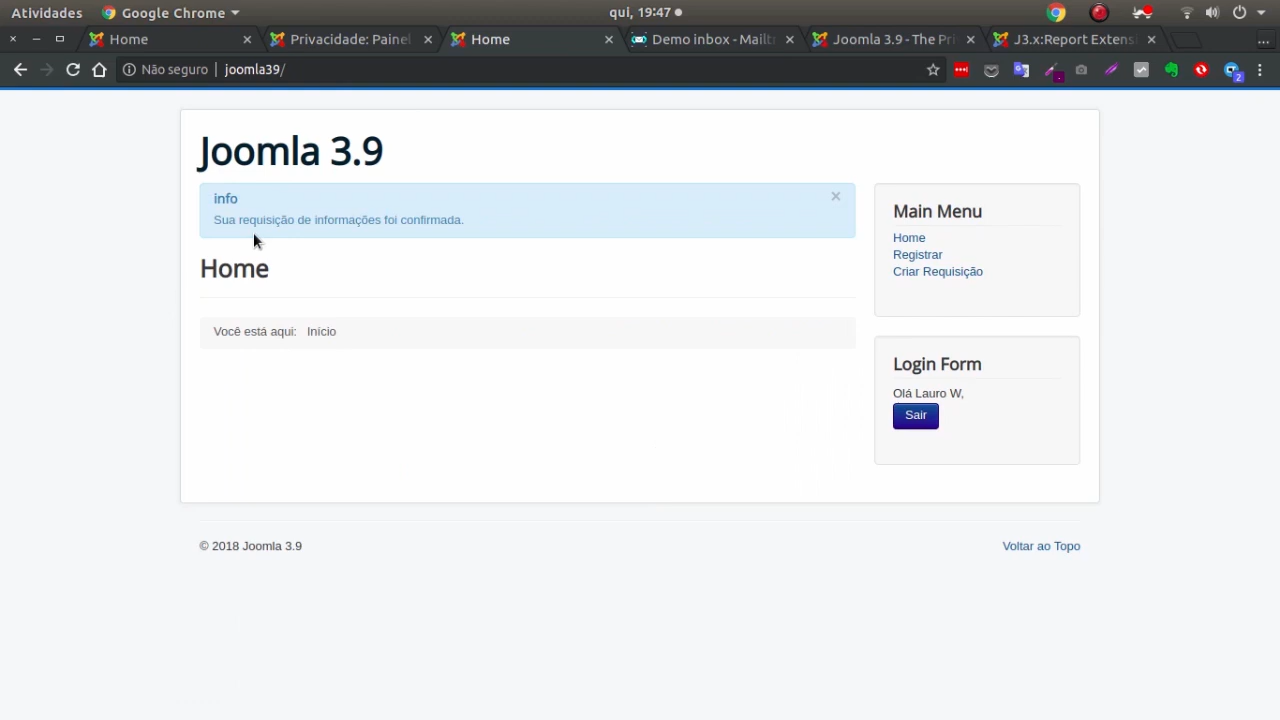 Atividades
Google Chrome
qui, 19:47
Home
Privacidade: Painel
Home
Demo inbox - Mailt
Joomla 3.9 - The Pri
J3.x:Report Extens
Não seguro
joomla39/
Joomla 3.9
info
Sua requisição de informações foi confirmada.
Home
Você está aqui: Início
Main Menu
Home
Registrar
Criar Requisição
Login Form
Olá Lauro W,
Sair
© 2018 Joomla 3.9
Voltar ao Topo
2